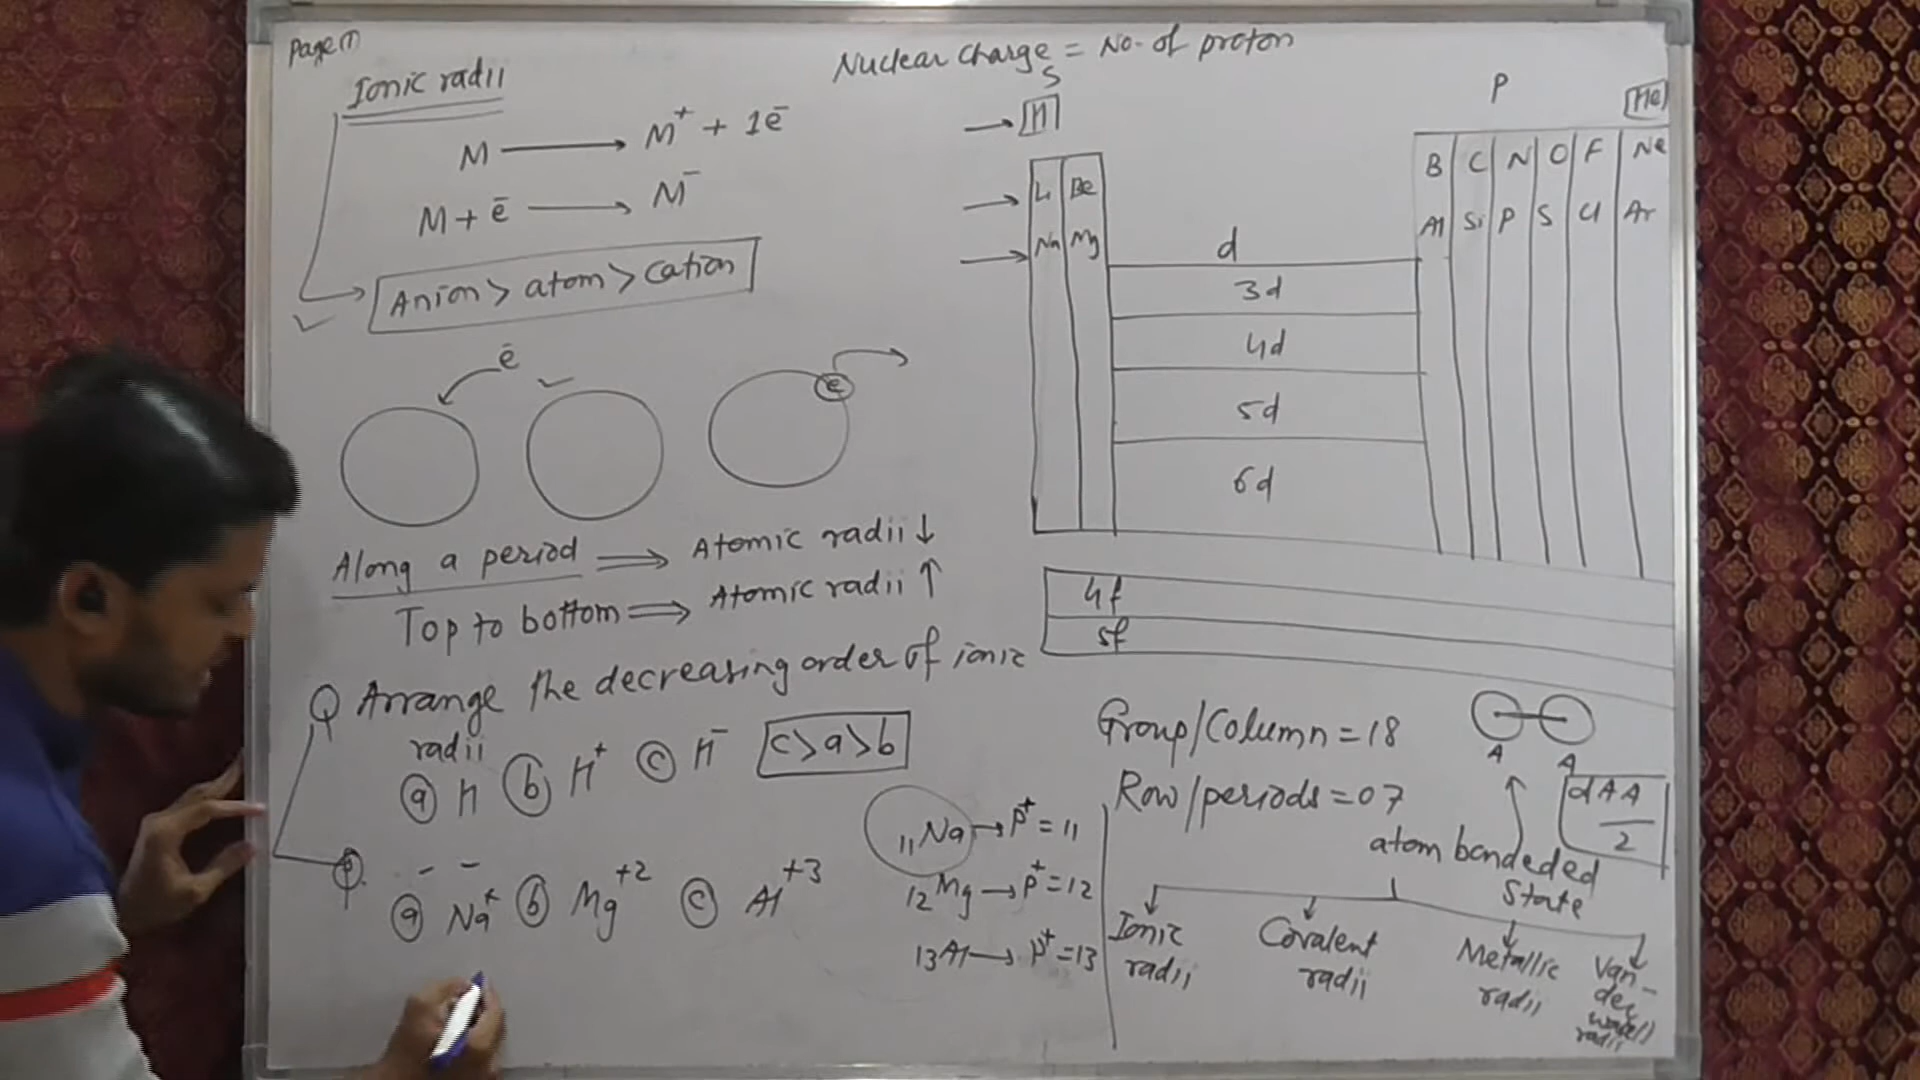 Page ①
Ionic radii
M ⟶ M⁺ + 1ē
M + ē ⟶ M⁻
Anion > atom > cation
ē
e
Along a period ⟹ Atomic radii ↓
Top to bottom ⟹ Atomic radii ↑
Q Arrange the decreasing order of ionic
radii
ⓐ H ⓑ H⁺ ⓒ H⁻ c > a > b
ⓐ Na⁺ ⓑ Mg⁺² ⓒ Al⁺³
₁₁Na → p⁺ = 11
₁₂Mg → p⁺ = 12
₁₃Al → p⁺ = 13
Nuclear charge = No. of proton
S
H
P
He
Li Be
B C N O F Ne
Na Mg
Al Si P S Cl Ar
d
3d
4d
5d
6d
4f
5f
Group/Column = 18
Row/periods = 07
A A
dAA
2
atom bondeded
State
Ionic
radii
Covalent
radii
Metallic
radii
Van-
der
radii